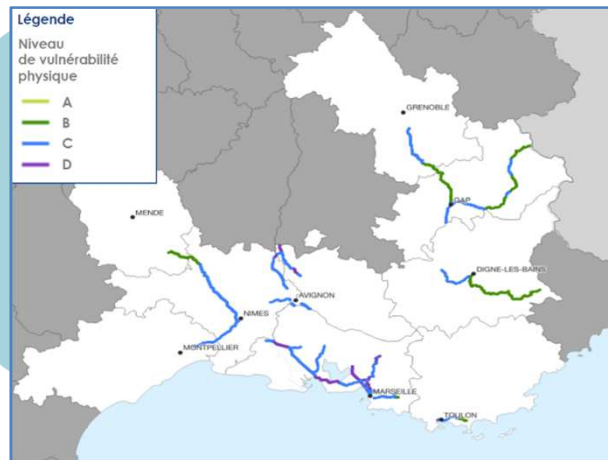 Légende
Niveau
de vulnérabilité
physique
A
B
C
D
GRENOBLE
GAP
MENDE
DIGNE-LES-BAINS
AVIGNON
NIMES
MONTPELLIER
MARSEILLE
TOULON